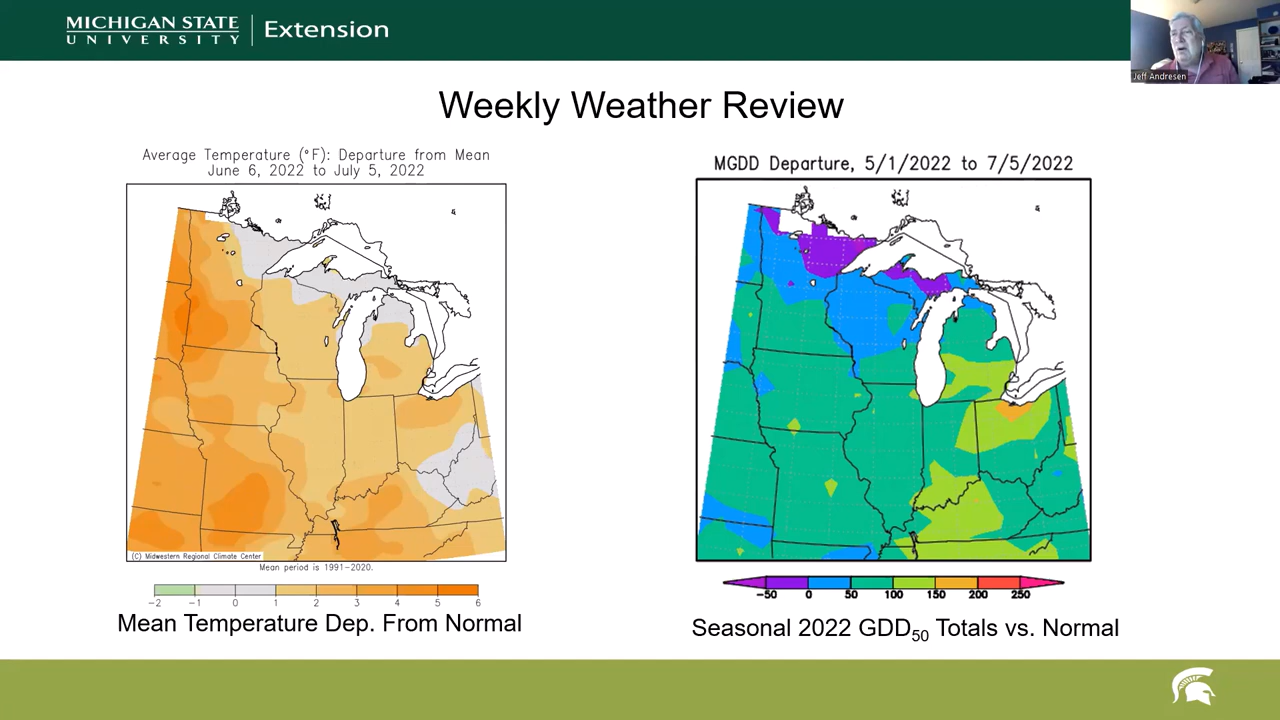 MICHIGAN STATE
UNIVERSITY
Extension
Jeff Andresen
Weekly Weather Review
Average Temperature (°F): Departure from Mean
June 6, 2022 to July 5, 2022
(C) Midwestern Regional Climate Center
Mean period is 1991-2020.
-2 -1 0 1 2 3 4 5 6
Mean Temperature Dep. From Normal
MGDD Departure, 5/1/2022 to 7/5/2022
-50 0 50 100 150 200 250
Seasonal 2022 GDD50 Totals vs. Normal